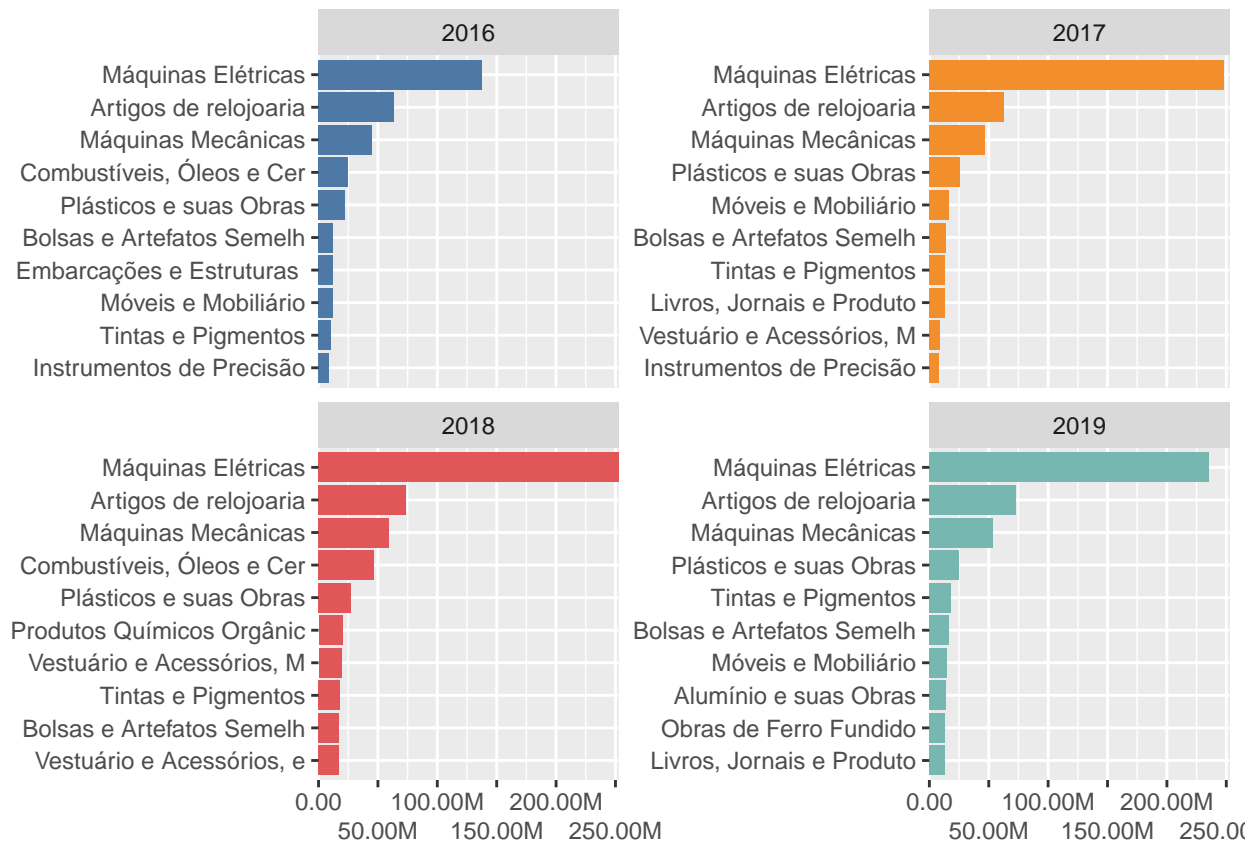 2016
Máquinas Elétricas
Artigos de relojoaria
Máquinas Mecânicas
Combustíveis, Óleos e Cer
Plásticos e suas Obras
Bolsas e Artefatos Semelh
Embarcações e Estruturas
Móveis e Mobiliário
Tintas e Pigmentos
Instrumentos de Precisão
2017
Máquinas Elétricas
Artigos de relojoaria
Máquinas Mecânicas
Plásticos e suas Obras
Móveis e Mobiliário
Bolsas e Artefatos Semelh
Tintas e Pigmentos
Livros, Jornais e Produto
Vestuário e Acessórios, M
Instrumentos de Precisão
2018
Máquinas Elétricas
Artigos de relojoaria
Máquinas Mecânicas
Combustíveis, Óleos e Cer
Plásticos e suas Obras
Produtos Químicos Orgânic
Vestuário e Acessórios, M
Tintas e Pigmentos
Bolsas e Artefatos Semelh
Vestuário e Acessórios, e
0.00 100.00M 200.00M
50.00M 150.00M 250.00M
2019
Máquinas Elétricas
Artigos de relojoaria
Máquinas Mecânicas
Plásticos e suas Obras
Tintas e Pigmentos
Bolsas e Artefatos Semelh
Móveis e Mobiliário
Alumínio e suas Obras
Obras de Ferro Fundido
Livros, Jornais e Produto
0.00 100.00M 200.00M
50.00M 150.00M